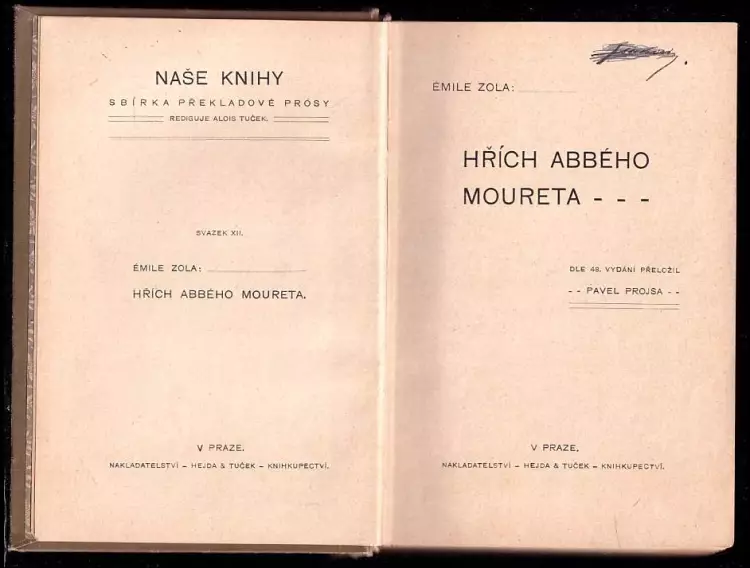 NAŠE KNIHY
SBÍRKA PŘEKLADOVÉ PRÓSY
REDIGUJE ALOIS TUČEK.
SVAZEK XII.
ÉMILE ZOLA:
HŘÍCH ABBÉHO MOURETA.
V PRAZE.
NAKLADATELSTVÍ – HEJDA & TUČEK – KNIHKUPECTVÍ.
ÉMILE ZOLA:
HŘÍCH ABBÉHO
MOURETA - - -
DLE 48. VYDÁNÍ PŘELOŽIL
- - PAVEL PROJSA - -
V PRAZE.
NAKLADATELSTVÍ – HEJDA & TUČEK – KNIHKUPECTVÍ.